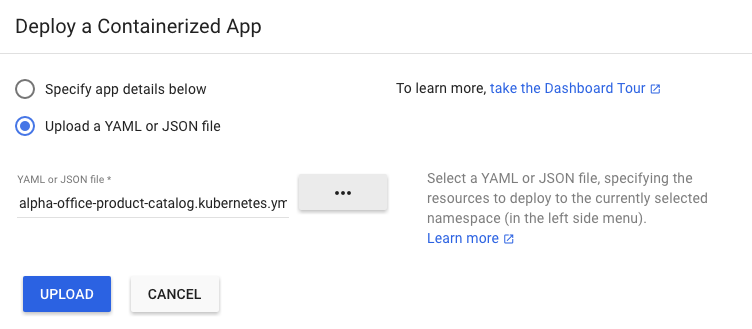 Deploy a Containerized App
Specify app details below
To learn more, take the Dashboard Tour
Upload a YAML or JSON file
YAML or JSON file *
alpha-office-product-catalog.kubernetes.ym
...
Select a YAML or JSON file, specifying the
resources to deploy to the currently selected
namespace (in the left side menu).
Learn more
UPLOAD
CANCEL